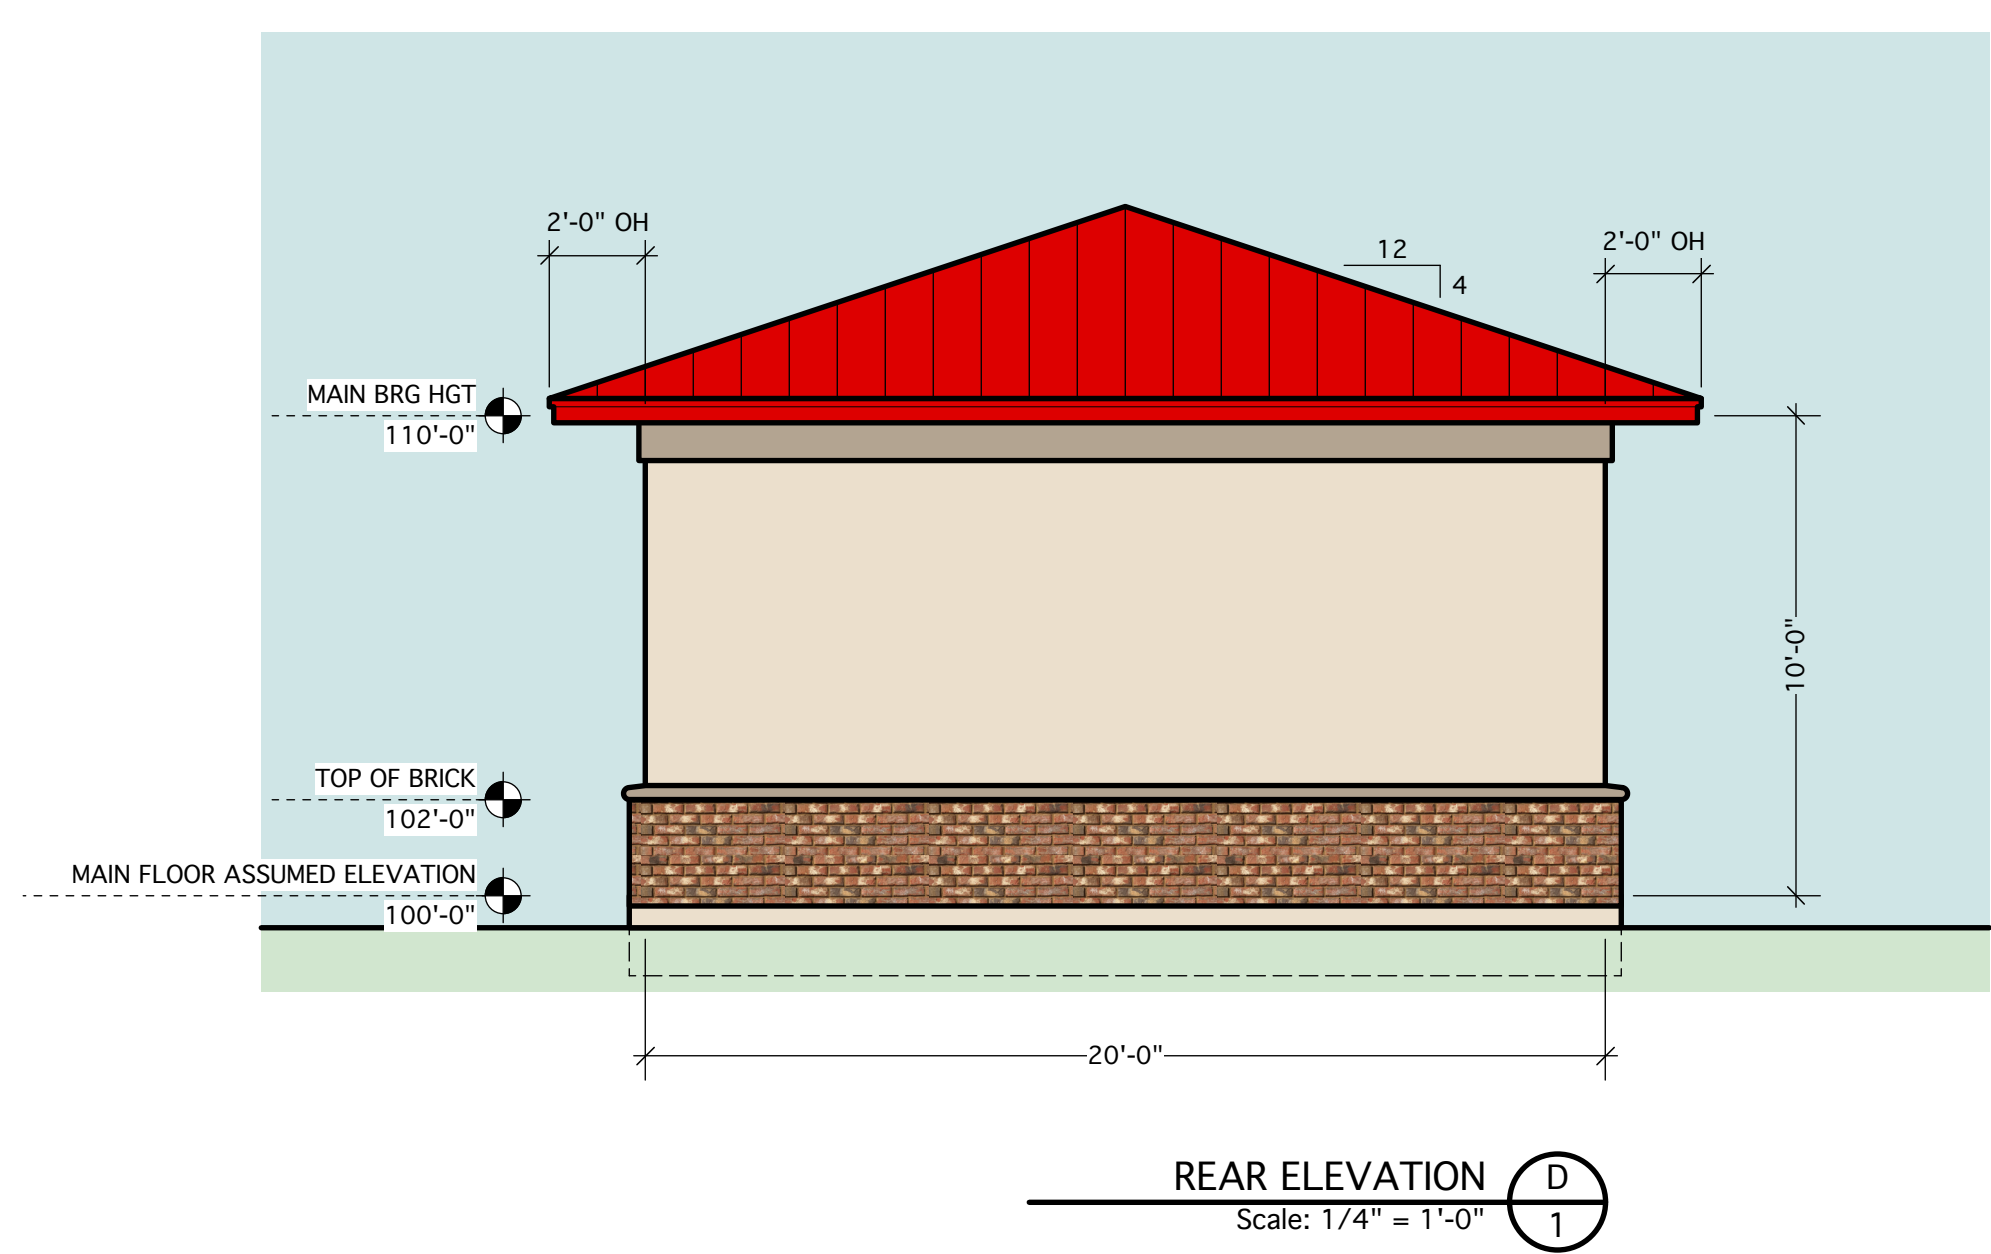 2'-0" OH
12
4
2'-0" OH
MAIN BRG HGT
110'-0"
10'-0"
TOP OF BRICK
102'-0"
MAIN FLOOR ASSUMED ELEVATION
100'-0"
20'-0"
REAR ELEVATION
Scale: 1/4" = 1'-0"
D
1